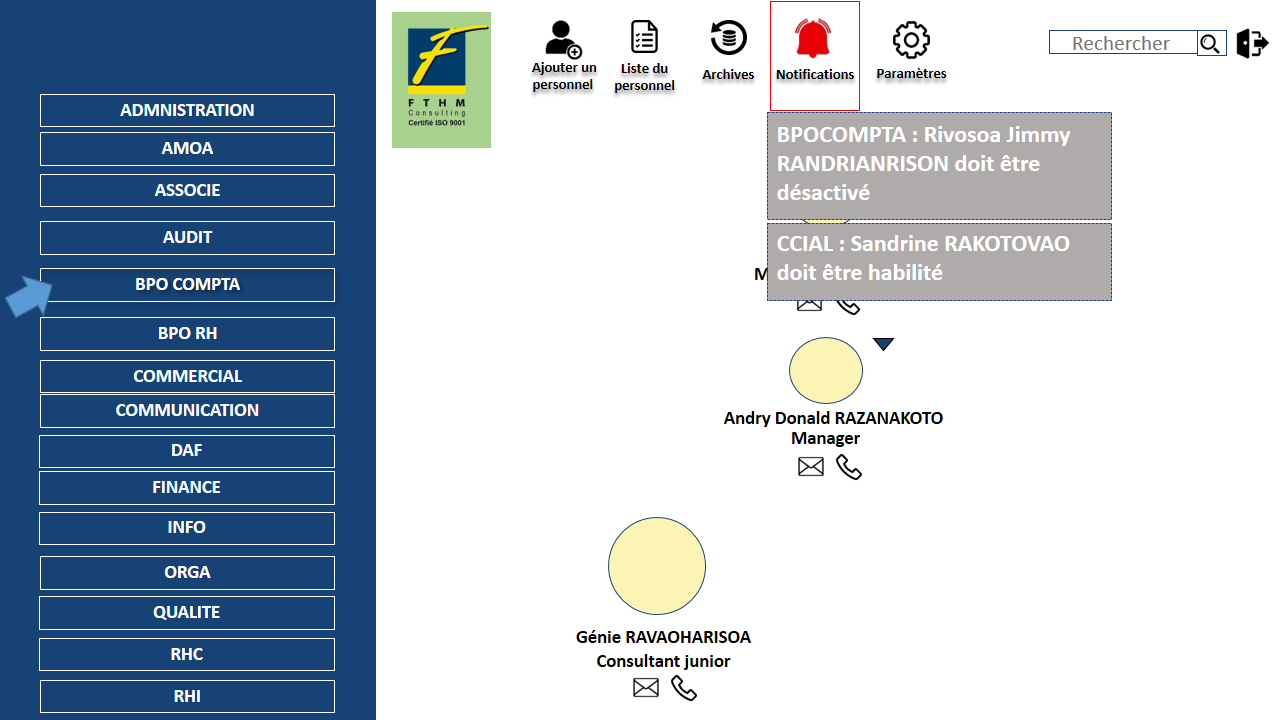 ADMNISTRATION
AMOA
ASSOCIE
AUDIT
BPO COMPTA
BPO RH
COMMERCIAL
COMMUNICATION
DAF
FINANCE
INFO
ORGA
QUALITE
RHC
RHI
F T H M
Consulting
Certifié ISO 9001
Ajouter un
personnel
Liste du
personnel
Archives
Notifications
Paramètres
Rechercher
BPOCOMPTA : Rivosoa Jimmy
RANDRIANRISON doit être
désactivé
CCIAL : Sandrine RAKOTOVAO
doit être habilité
Andry Donald RAZANAKOTO
Manager
Génie RAVAOHARISOA
Consultant junior